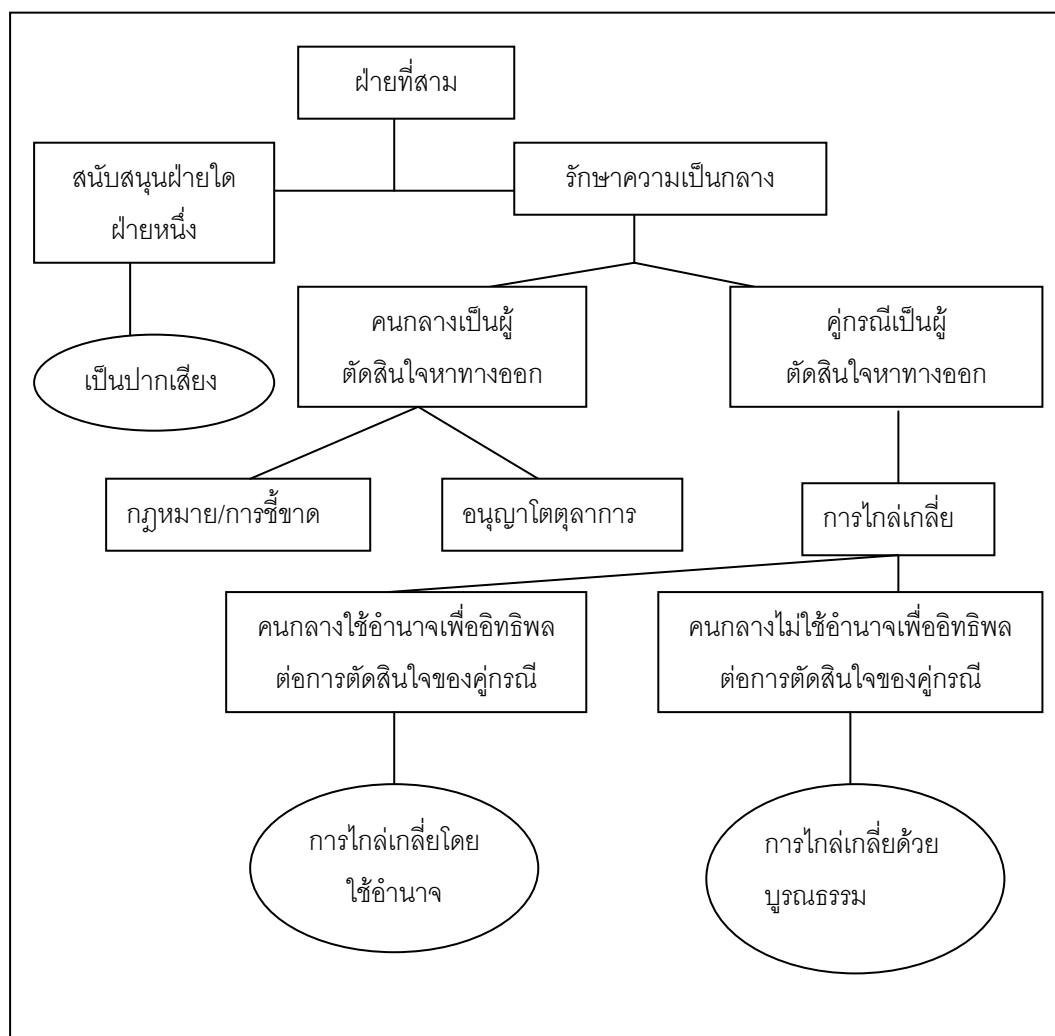 ฝ่ายที่สาม
สนับสนุนฝ่ายใด
ฝ่ายหนึ่ง
รักษาความเป็นกลาง
เป็นปากเสียง
คนกลางเป็นผู้
ตัดสินใจหาทางออก
คู่กรณีเป็นผู้
ตัดสินใจหาทางออก
กฎหมาย/การชี้ขาด
อนุญาโตตุลาการ
การไกล่เกลี่ย
คนกลางใช้อำนาจเพื่ออิทธิพล
ต่อการตัดสินใจของคู่กรณี
คนกลางไม่ใช้อำนาจเพื่ออิทธิพล
ต่อการตัดสินใจของคู่กรณี
การไกล่เกลี่ยโดย
ใช้อำนาจ
การไกล่เกลี่ยด้วย
บูรณธรรม